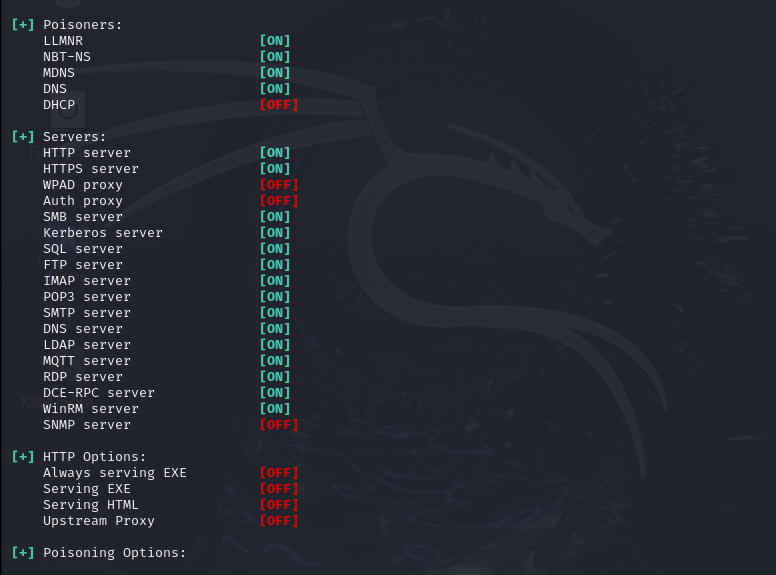 [+] Poisoners:
LLMNR [ON]
NBT-NS [ON]
MDNS [ON]
DNS [ON]
DHCP [OFF]
[+] Servers:
HTTP server [ON]
HTTPS server [ON]
WPAD proxy [OFF]
Auth proxy [OFF]
SMB server [ON]
Kerberos server [ON]
SQL server [ON]
FTP server [ON]
IMAP server [ON]
POP3 server [ON]
SMTP server [ON]
DNS server [ON]
LDAP server [ON]
MQTT server [ON]
RDP server [ON]
DCE-RPC server [ON]
WinRM server [ON]
SNMP server [OFF]
[+] HTTP Options:
Always serving EXE [OFF]
Serving EXE [OFF]
Serving HTML [OFF]
Upstream Proxy [OFF]
[+] Poisoning Options: